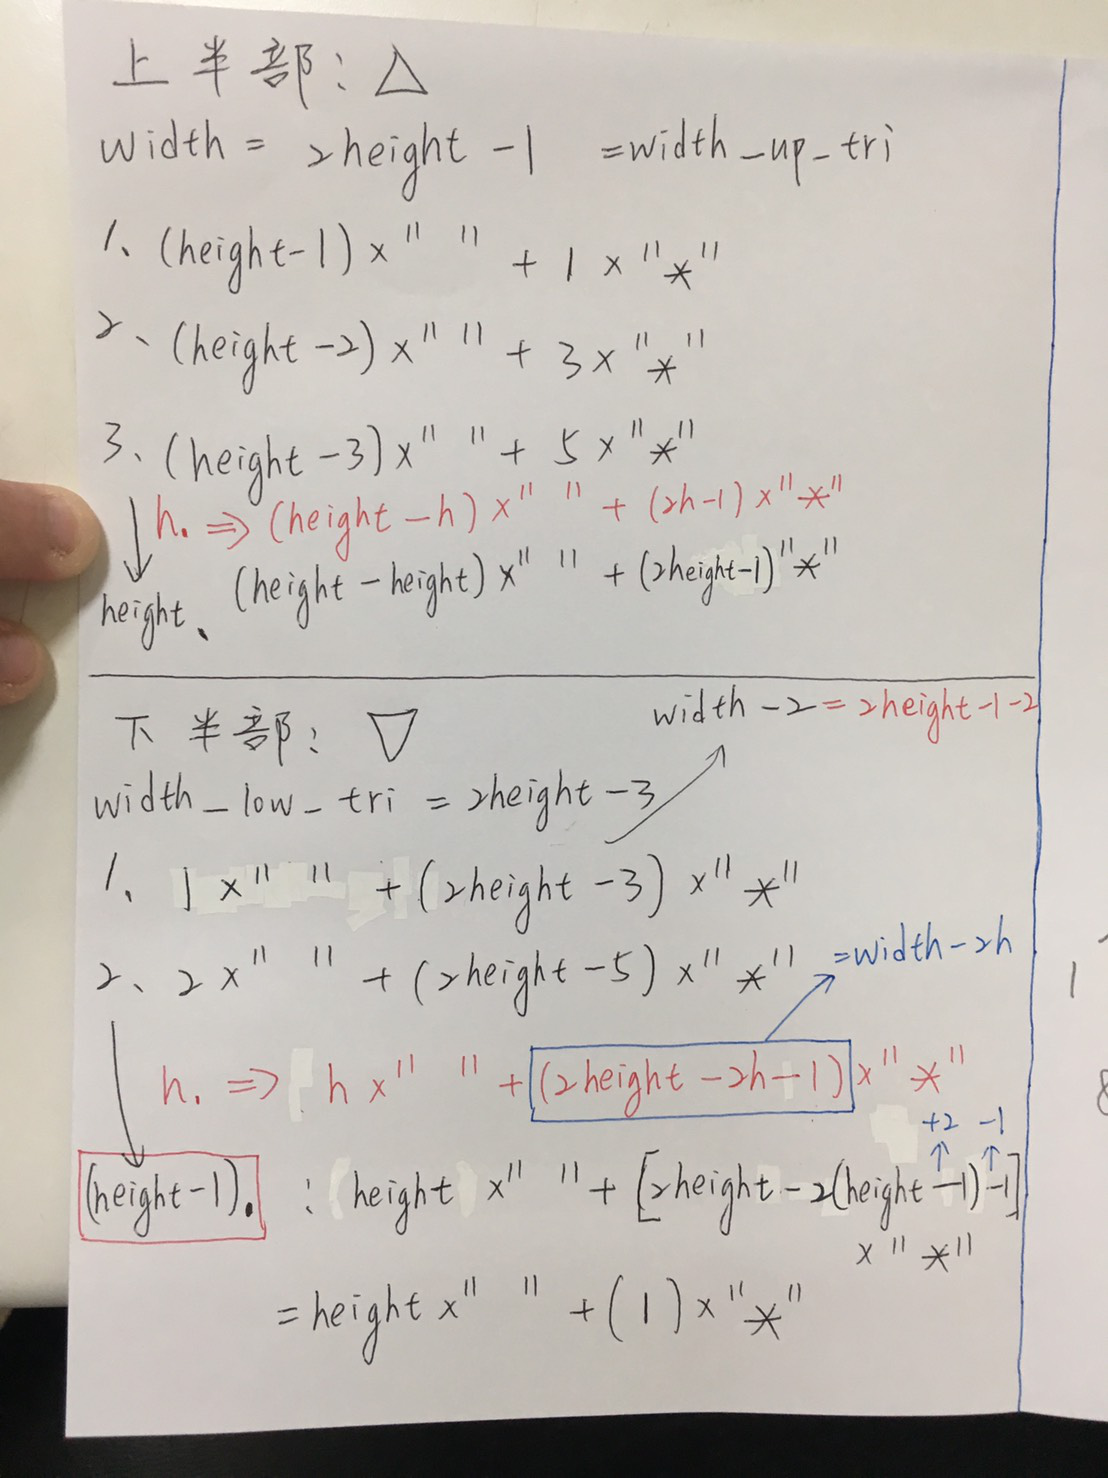 上半部：△
width = 2height -1 =width_up_tri
1、(height-1)x" " + 1 x "*"
2、(height-2)x" " + 3x "*"
3、(height-3)x" " + 5 x "*"
h. ⇒ (height-h) x" " + (2h-1) x"*"
height、 (height-height) x" " + (2height-1)"*"
width-2 = 2height-1-2
下半部：▽
width_low_tri = 2height-3
1、1 x" " + (2height-3) x"*"
2、2 x" " + (2height-5) x"*" =width-2h
h. ⇒ h x" " + (2height-2h-1) x"*"
+2 -1
(height-1). : height x" " + [2height-2(height-1)-1]
x "*"
=height x" " + (1) x "*"